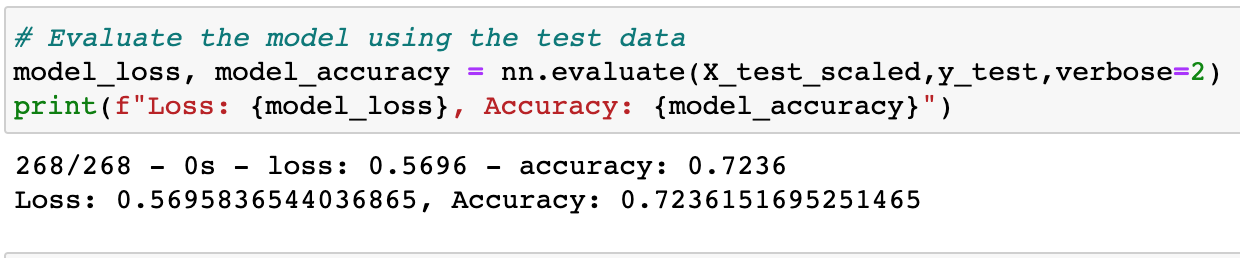 # Evaluate the model using the test data
model_loss, model_accuracy = nn.evaluate(X_test_scaled,y_test,verbose=2)
print(f"Loss: {model_loss}, Accuracy: {model_accuracy}")
268/268 - 0s - loss: 0.5696 - accuracy: 0.7236
Loss: 0.5695836544036865, Accuracy: 0.7236151695251465